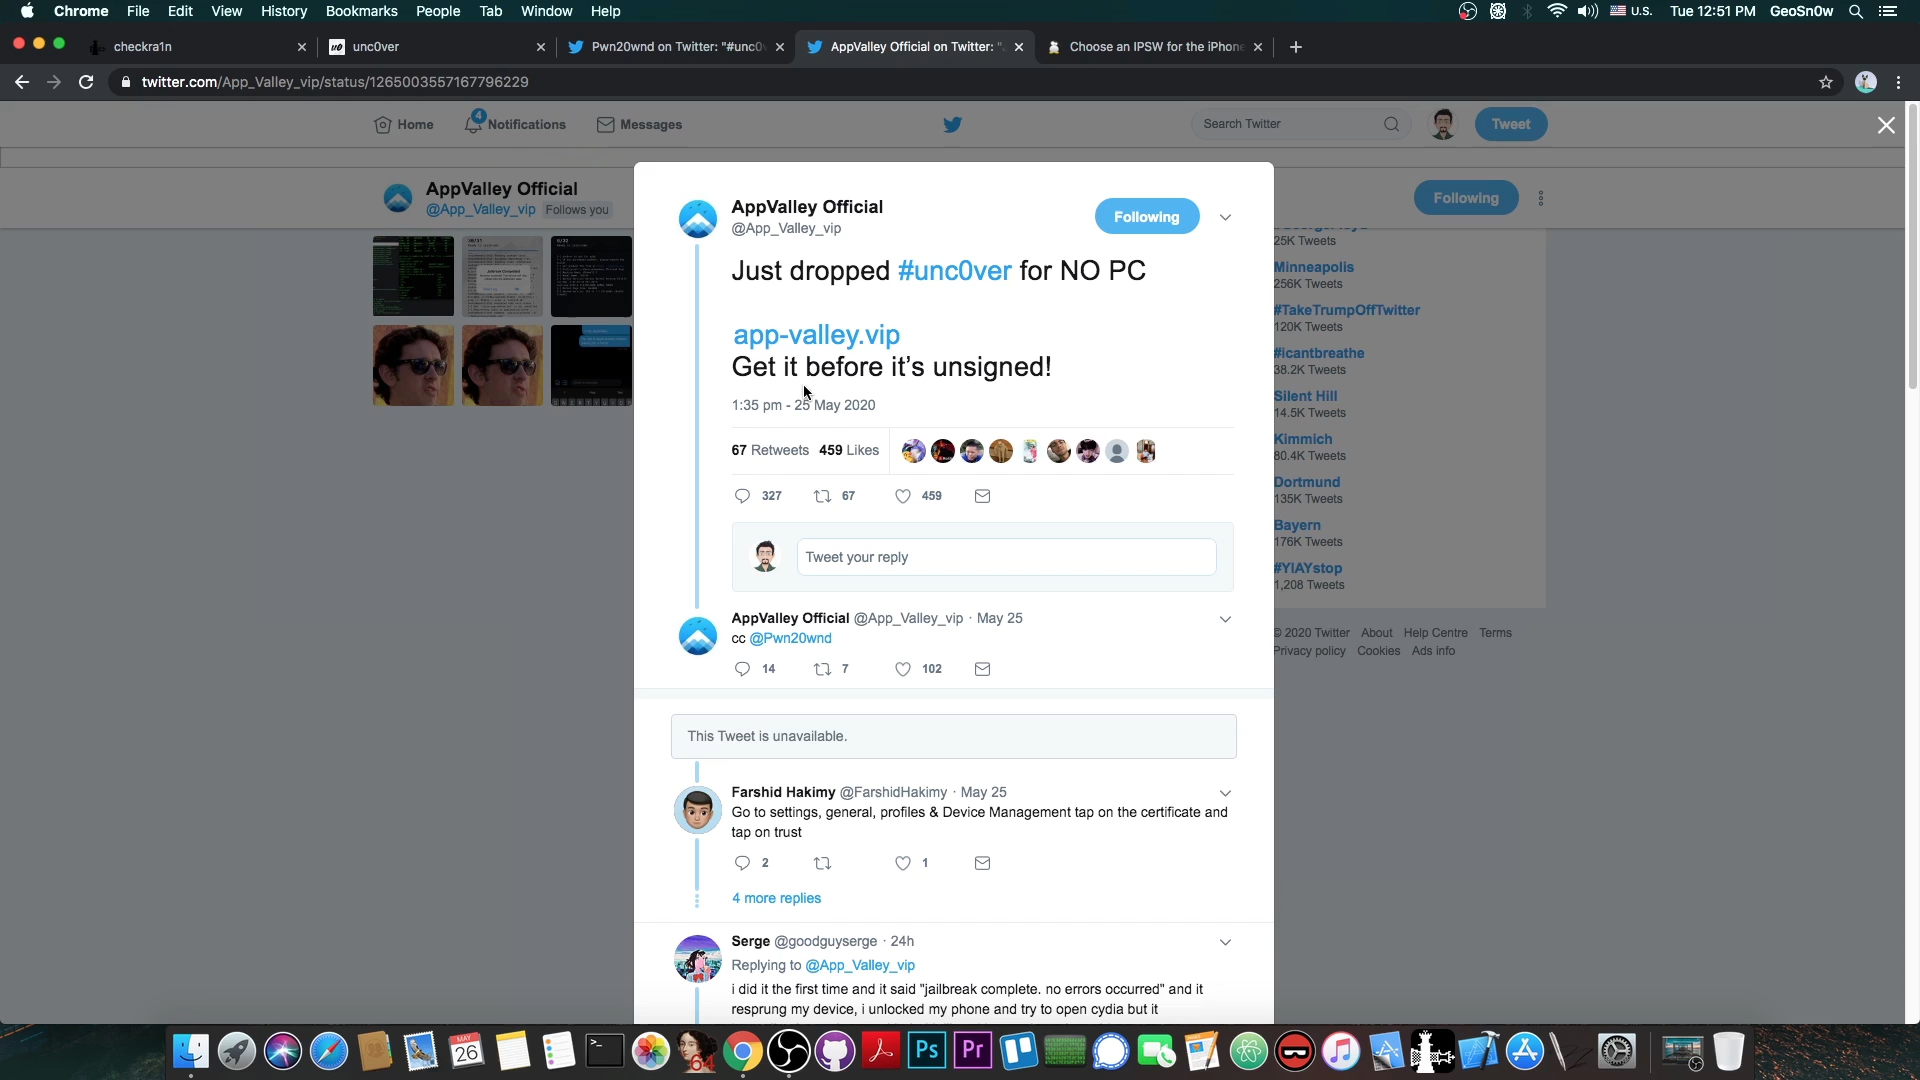 Chrome File Edit View History Bookmarks People Tab Window Help
U.S. Tue 12:51 PM GeoSn0w
checkra1n
unc0ver
Pwn20wnd on Twitter: "#unc0v
AppValley Official on Twitter: "
Choose an IPSW for the iPhone
twitter.com/App_Valley_vip/status/1265003557167796229
Home
4
Notifications
Messages
Search Twitter
Tweet
AppValley Official
@App_Valley_vip Follows you
Following
25K Tweets
Minneapolis
256K Tweets
#TakeTrumpOffTwitter
120K Tweets
#icantbreathe
38.2K Tweets
Silent Hill
14.5K Tweets
Kimmich
80.4K Tweets
Dortmund
135K Tweets
Bayern
176K Tweets
#YIAYstop
1,208 Tweets
© 2020 Twitter About Help Centre Terms
Privacy policy Cookies Ads info
AppValley Official
@App_Valley_vip
Following
Just dropped #unc0ver for NO PC
app-valley.vip
Get it before it's unsigned!
1:35 pm - 25 May 2020
67 Retweets 459 Likes
327 67 459
Tweet your reply
AppValley Official @App_Valley_vip · May 25
cc @Pwn20wnd
14 7 102
This Tweet is unavailable.
Farshid Hakimy @FarshidHakimy · May 25
Go to settings, general, profiles & Device Management tap on the certificate and
tap on trust
2 1
4 more replies
Serge @goodguyserge · 24h
Replying to @App_Valley_vip
i did it the first time and it said "jailbreak complete. no errors occurred" and it
resprung my device, i unlocked my phone and try to open cydia but it
MAY
26
64
Ps
Pr